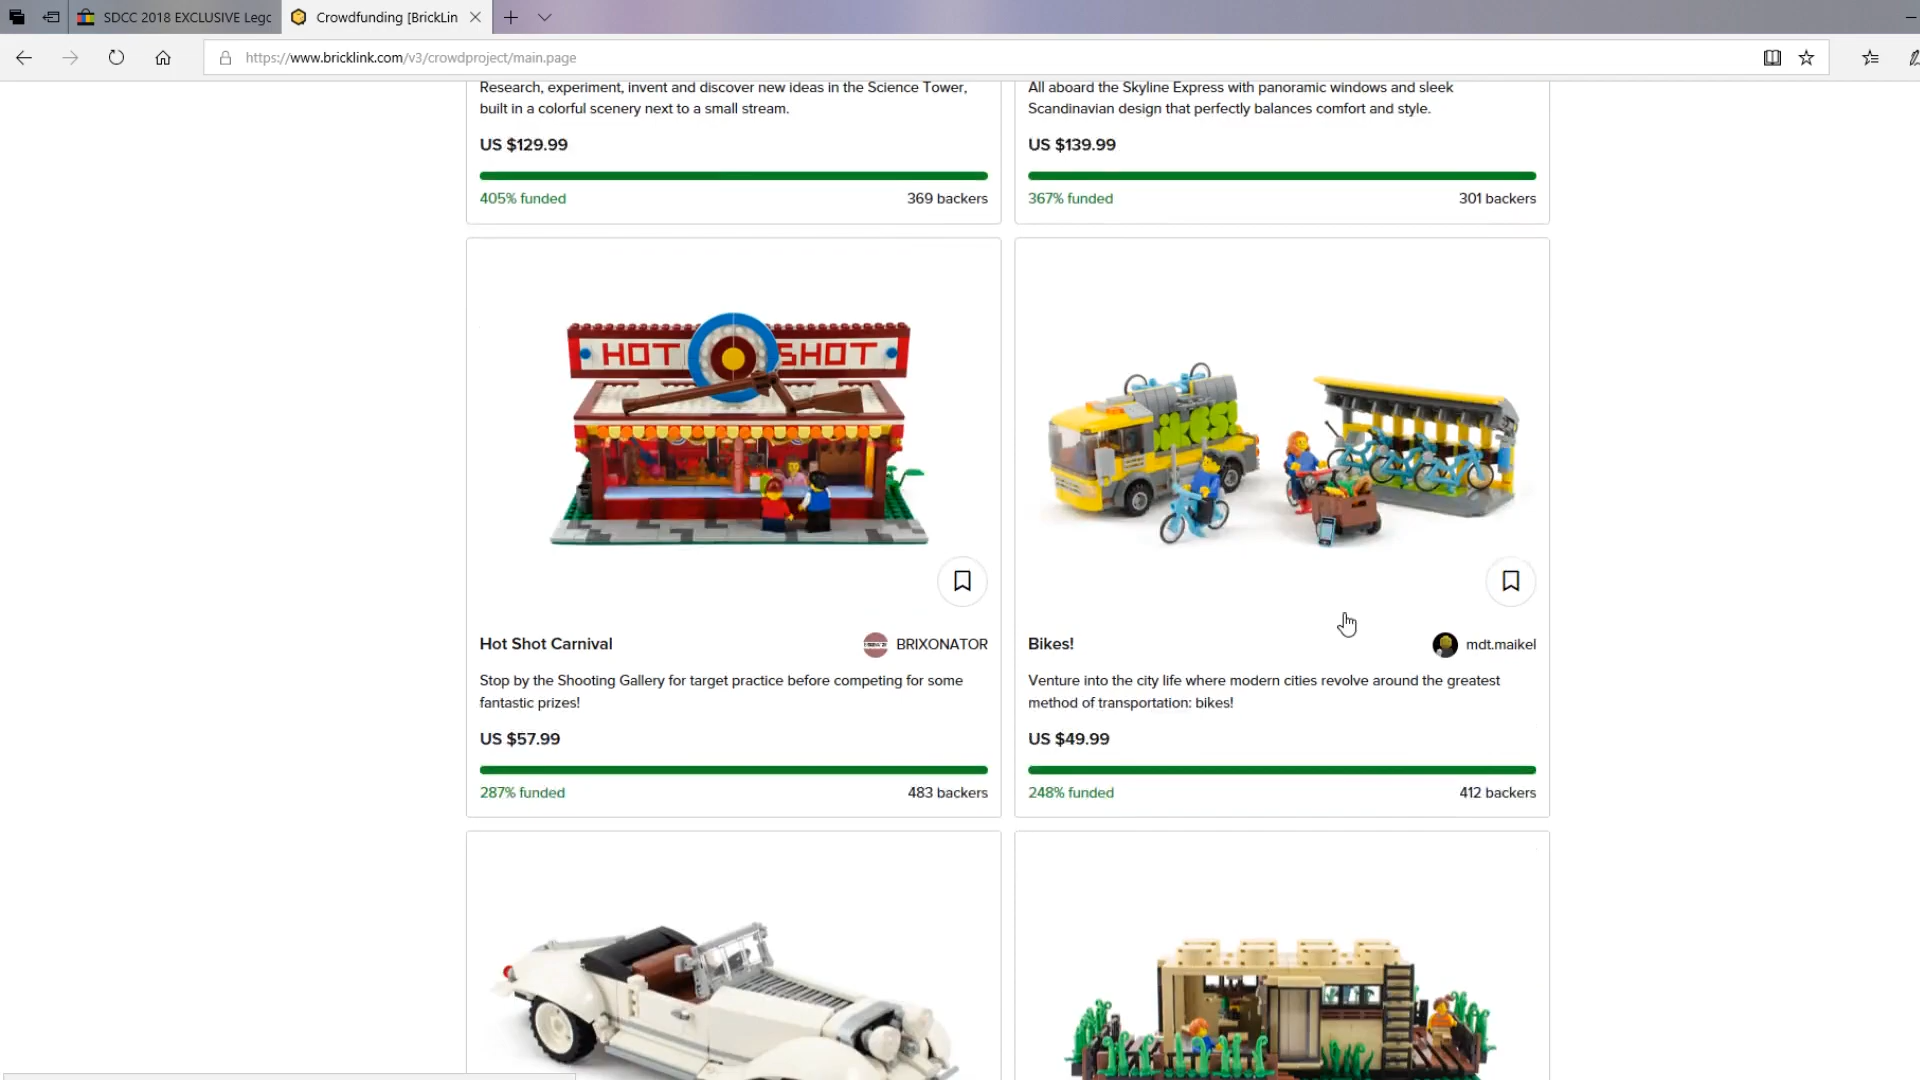 SDCC 2018 EXCLUSIVE Lego
Crowdfunding [BrickLin
https://www.bricklink.com/v3/crowdproject/main.page
Research, experiment, invent and discover new ideas in the Science Tower,
built in a colorful scenery next to a small stream.
US $129.99
405% funded
369 backers
All aboard the Skyline Express with panoramic windows and sleek
Scandinavian design that perfectly balances comfort and style.
US $139.99
367% funded
301 backers
HOT SHOT
Hot Shot Carnival
BRIXONATOR
Stop by the Shooting Gallery for target practice before competing for some
fantastic prizes!
US $57.99
287% funded
483 backers
Bikes!
mdt.maikel
Venture into the city life where modern cities revolve around the greatest
method of transportation: bikes!
US $49.99
248% funded
412 backers